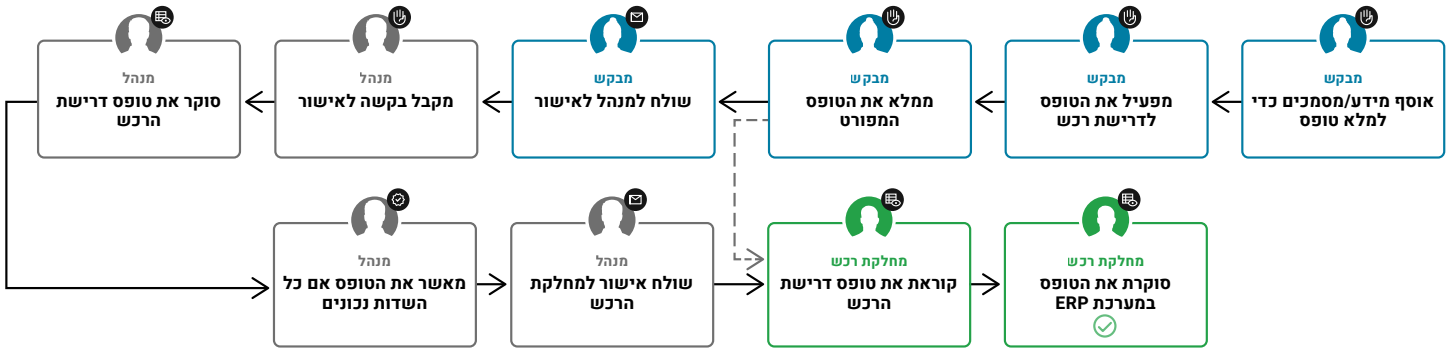 מבקש
אוסף מידע/מסמכים כדי
למלא טופס
מבקש
מפעיל את הטופס
לדרישת רכש
מבקש
ממלא את הטופס
המפורט
מבקש
שולח למנהל לאישור
מנהל
מקבל בקשה לאישור
מנהל
סוקר את טופס דרישת
הרכש
מנהל
מאשר את הטופס אם כל
השדות נכונים
מנהל
שולח אישור למחלקת
הרכש
מחלקת רכש
קוראת את טופס דרישת
הרכש
מחלקת רכש
סוקרת את הטופס
במערכת ERP